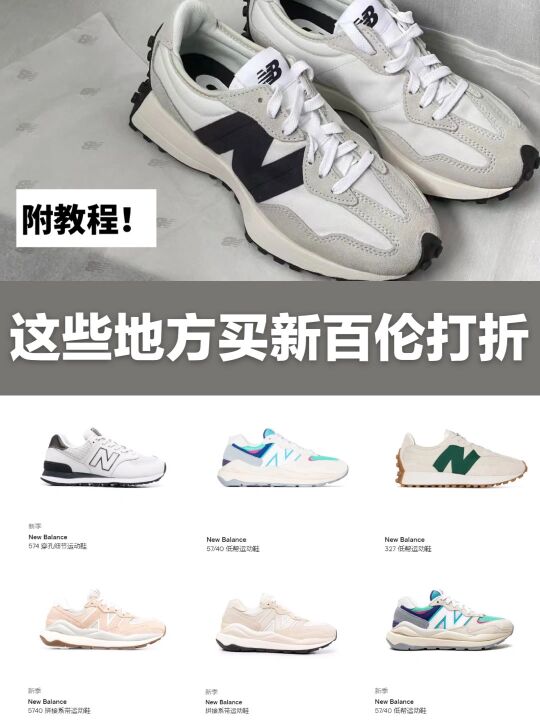 附教程！
这些地方买新百伦打折
新季
New Balance
574 穿孔细节运动鞋
New Balance
57/40 低帮运动鞋
New Balance
327 低帮运动鞋
新季
New Balance
5740 拼接系带运动鞋
新季
New Balance
拼接系带运动鞋
新季
New Balance
57/40 低帮运动鞋